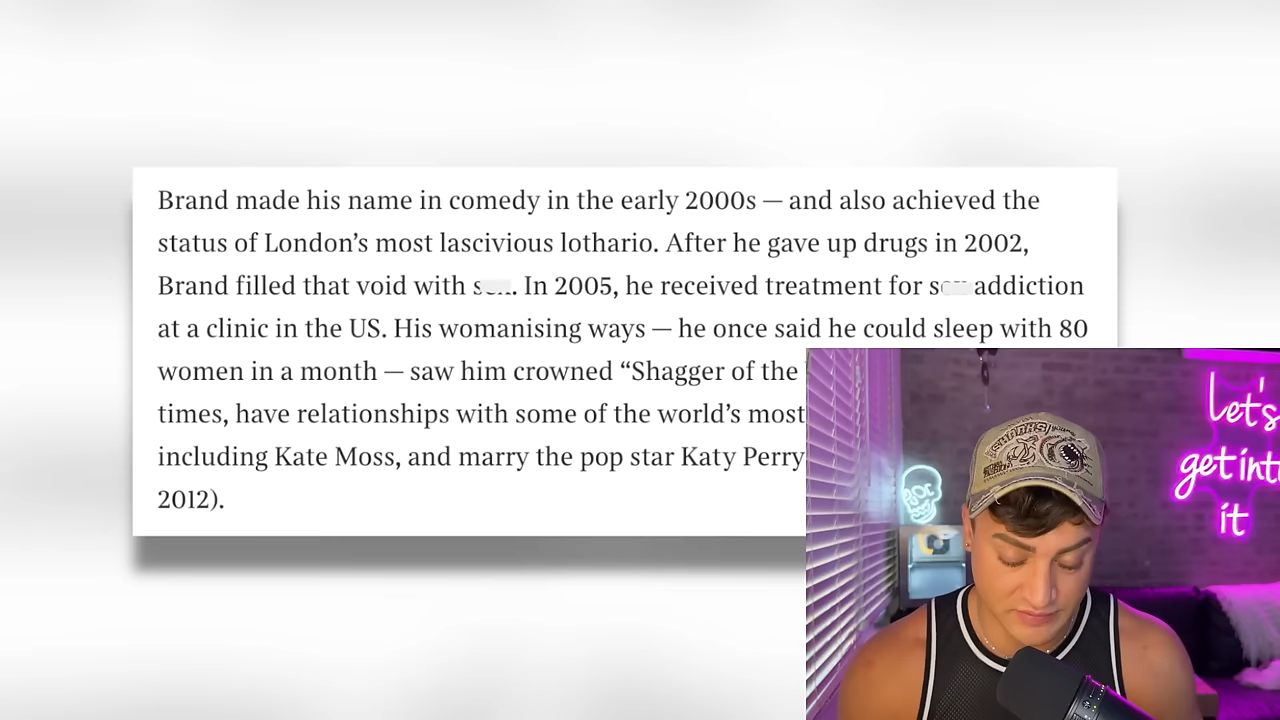 Brand made his name in comedy in the early 2000s — and also achieved the
status of London’s most lascivious lothario. After he gave up drugs in 2002,
Brand filled that void with sex. In 2005, he received treatment for sex addiction
at a clinic in the US. His womanising ways — he once said he could sleep with 80
women in a month — saw him crowned “Shagger of the
times, have relationships with some of the world’s most
including Kate Moss, and marry the pop star Katy Perry
2012).
Let's
get int
it